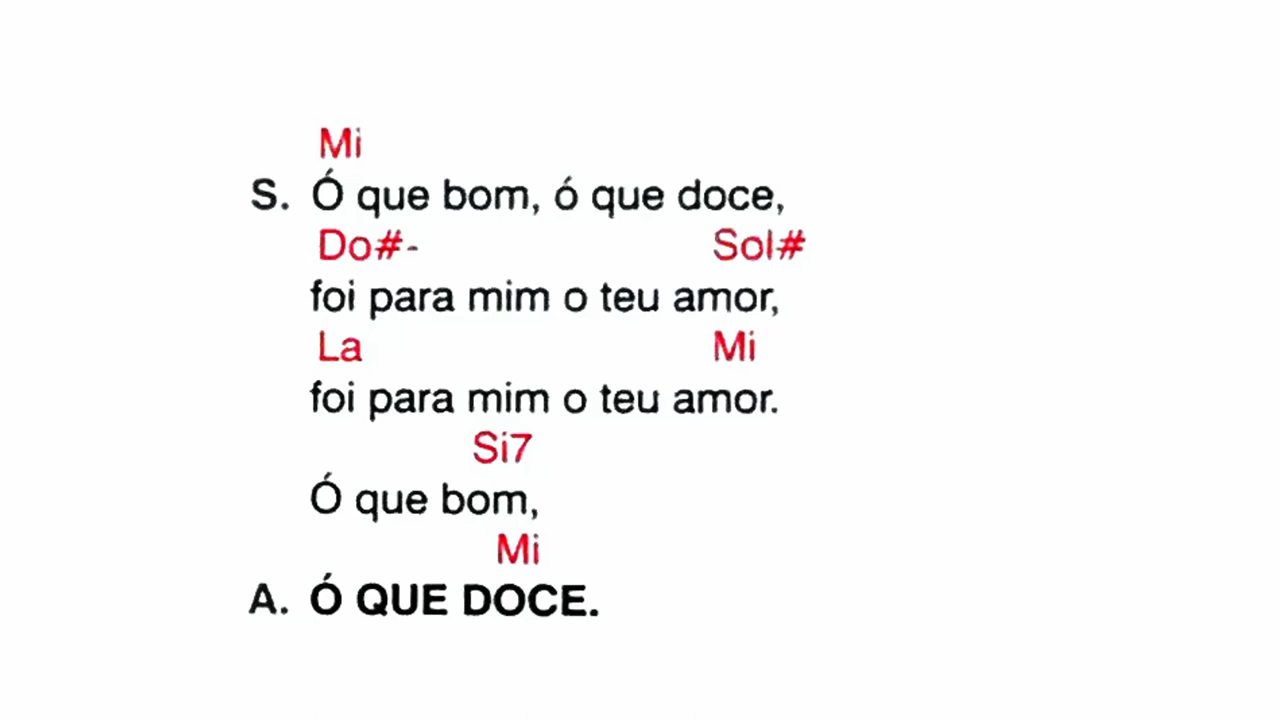 Mi
S. Ó que bom, ó que doce,
Do#- Sol#
foi para mim o teu amor,
La Mi
foi para mim o teu amor.
Si7
Ó que bom,
Mi
A. Ó QUE DOCE.